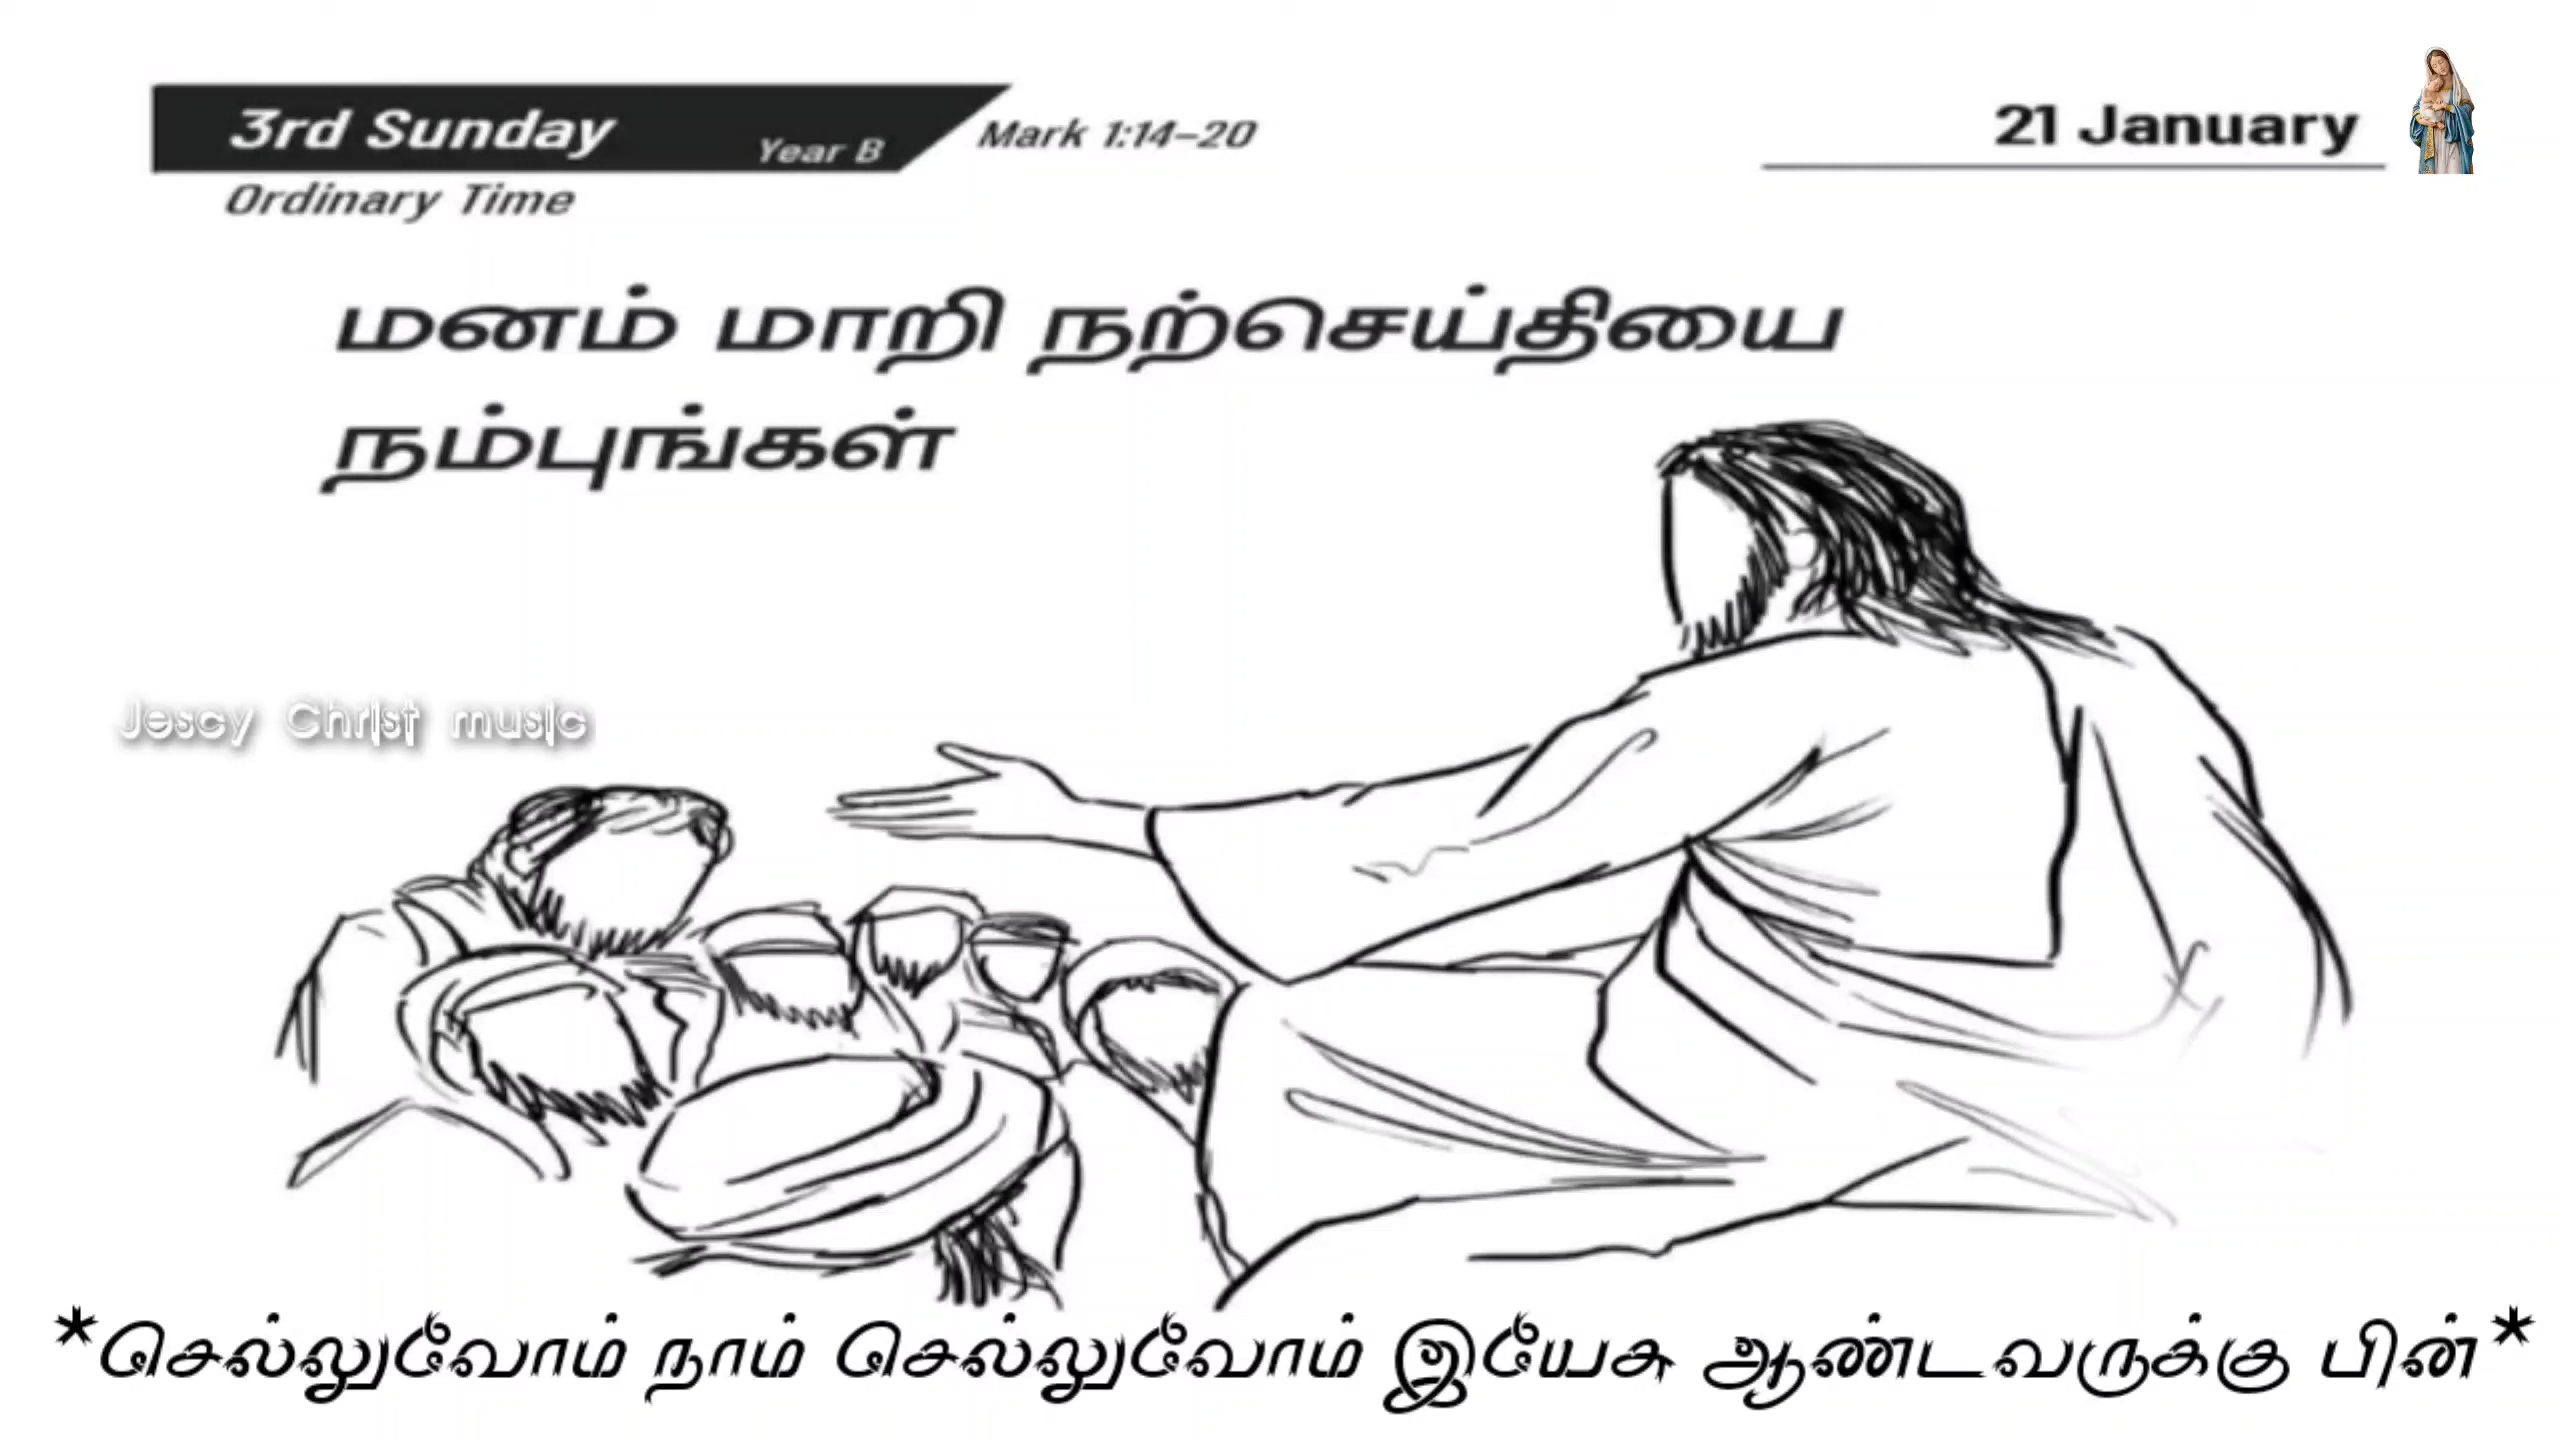 3rd Sunday Year B Mark 1:14–20
21 January
Ordinary Time
மனம் மாறி நற்செய்தியை
நம்புங்கள்
Jescy Christ music
*செல்லுவோம் நாம் செல்லுவோம் இயேசு ஆண்டவருக்கு பின்*